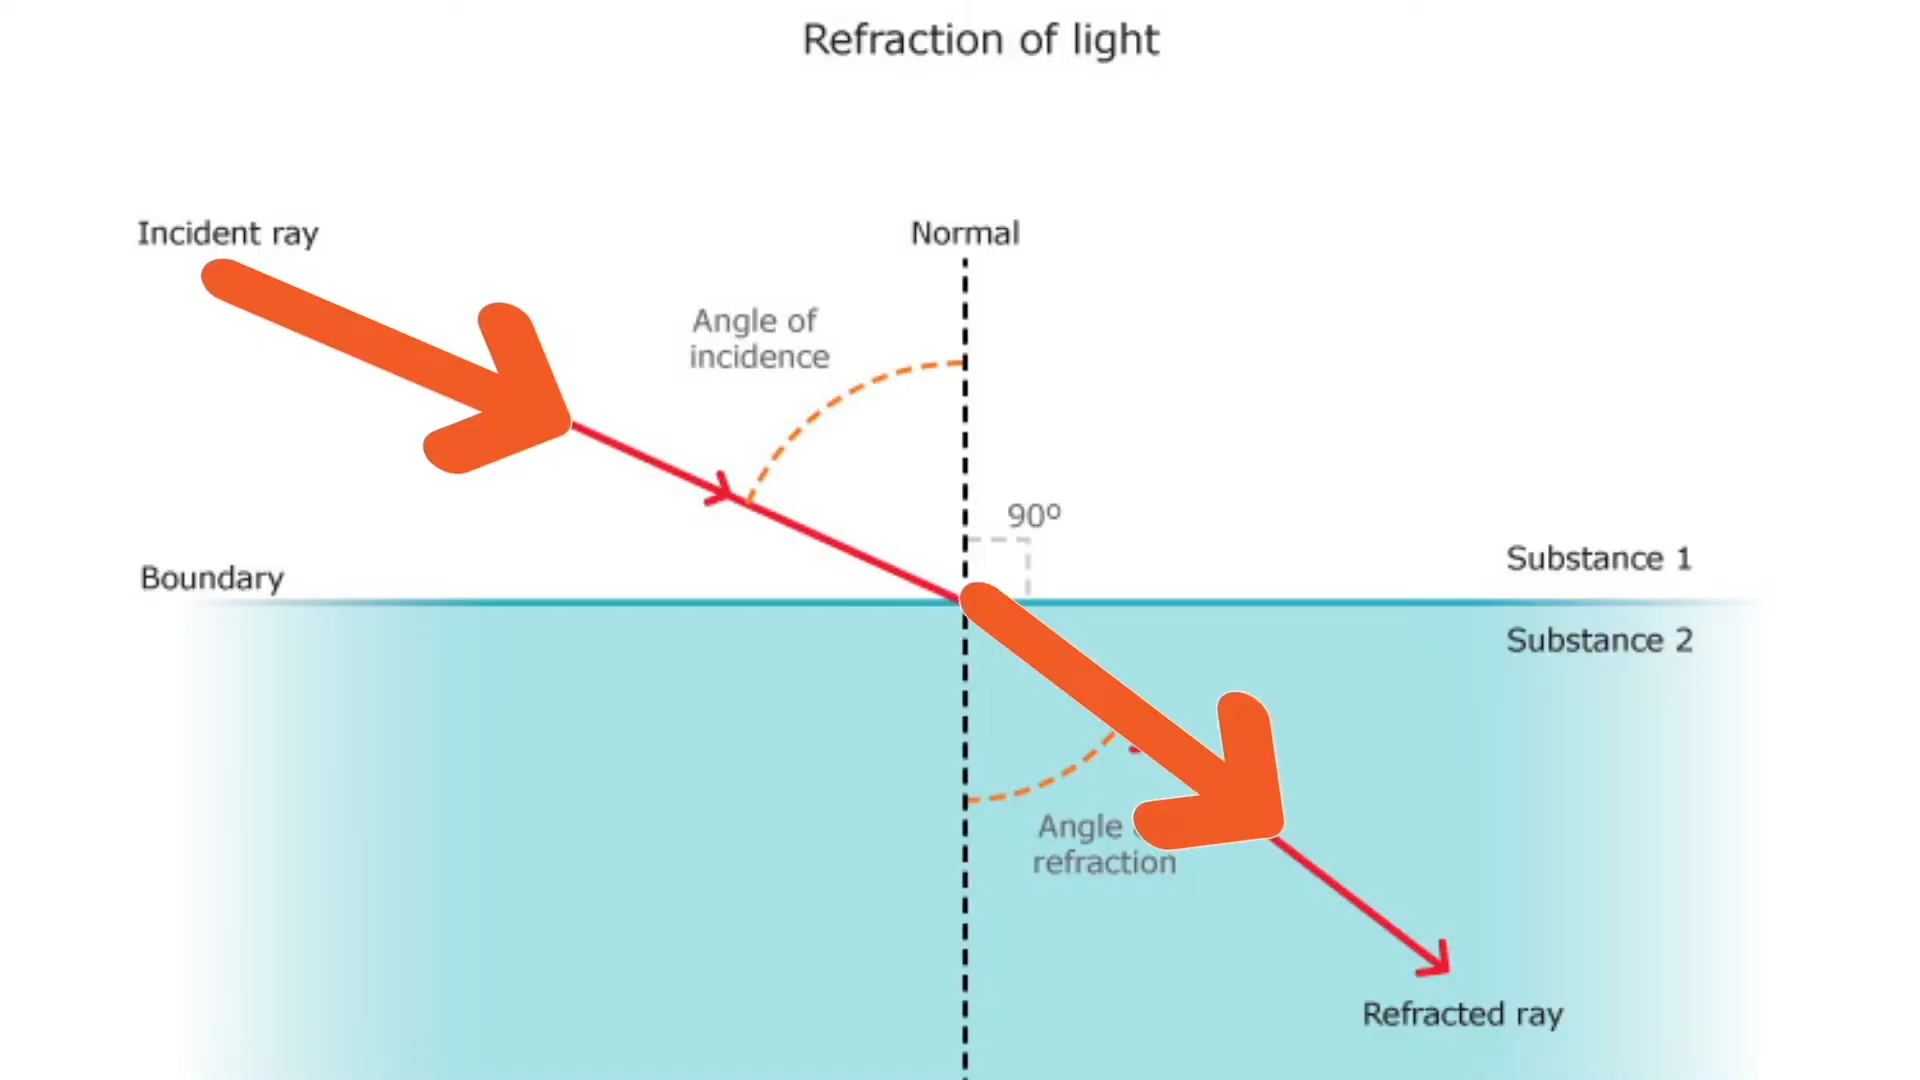 Refraction of light
Incident ray
Normal
Angle of
incidence
90º
Substance 1
Boundary
Substance 2
Angle
refraction
Refracted ray